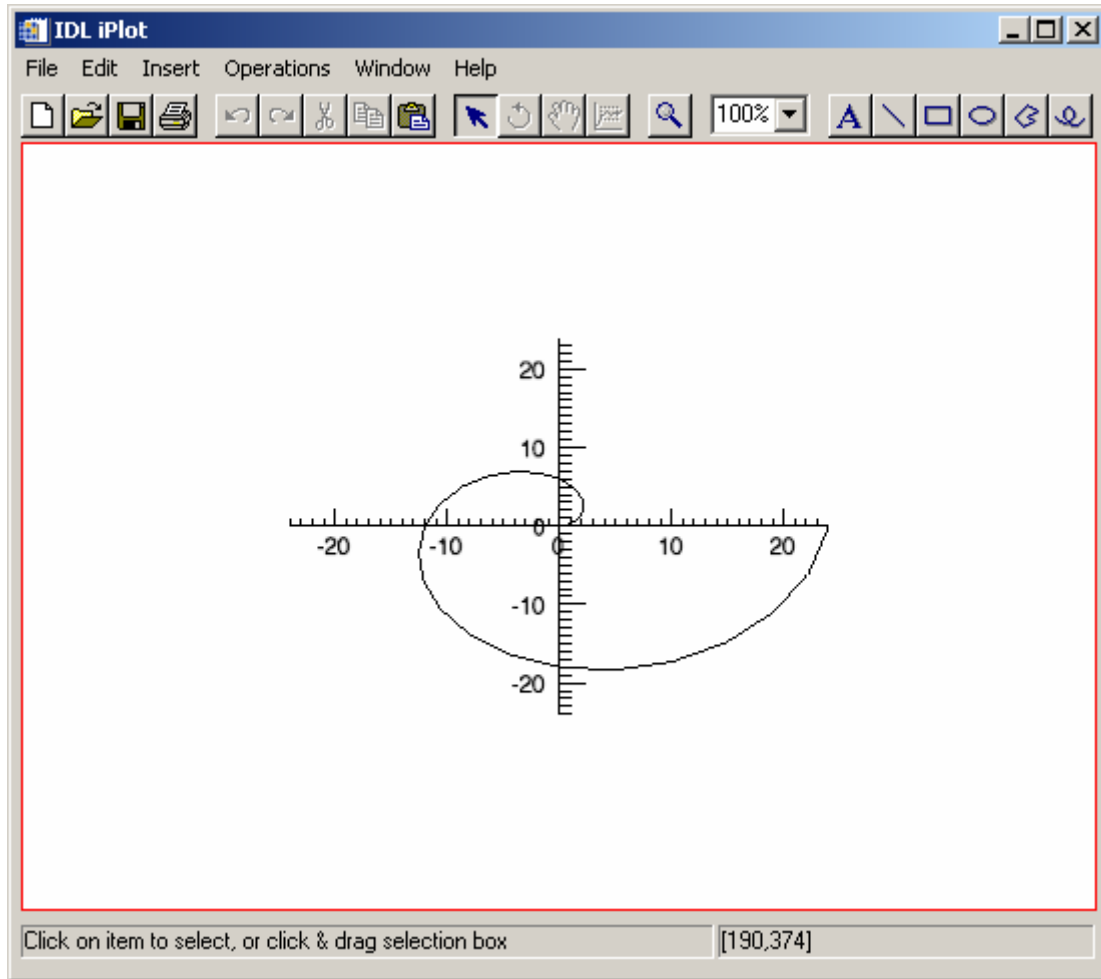 IDL iPlot
File Edit Insert Operations Window Help
100%
A
20
10
0
-20 -10 0 10 20
-10
-20
Click on item to select, or click & drag selection box [190,374]